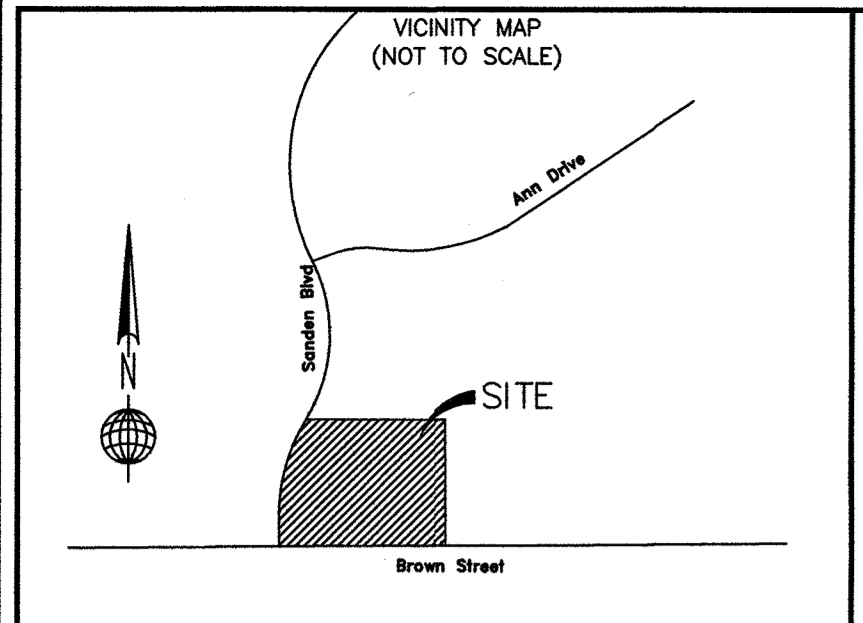 VICINITY MAP
(NOT TO SCALE)
Ann Drive
Sanden Blvd
N
SITE
Brown Street